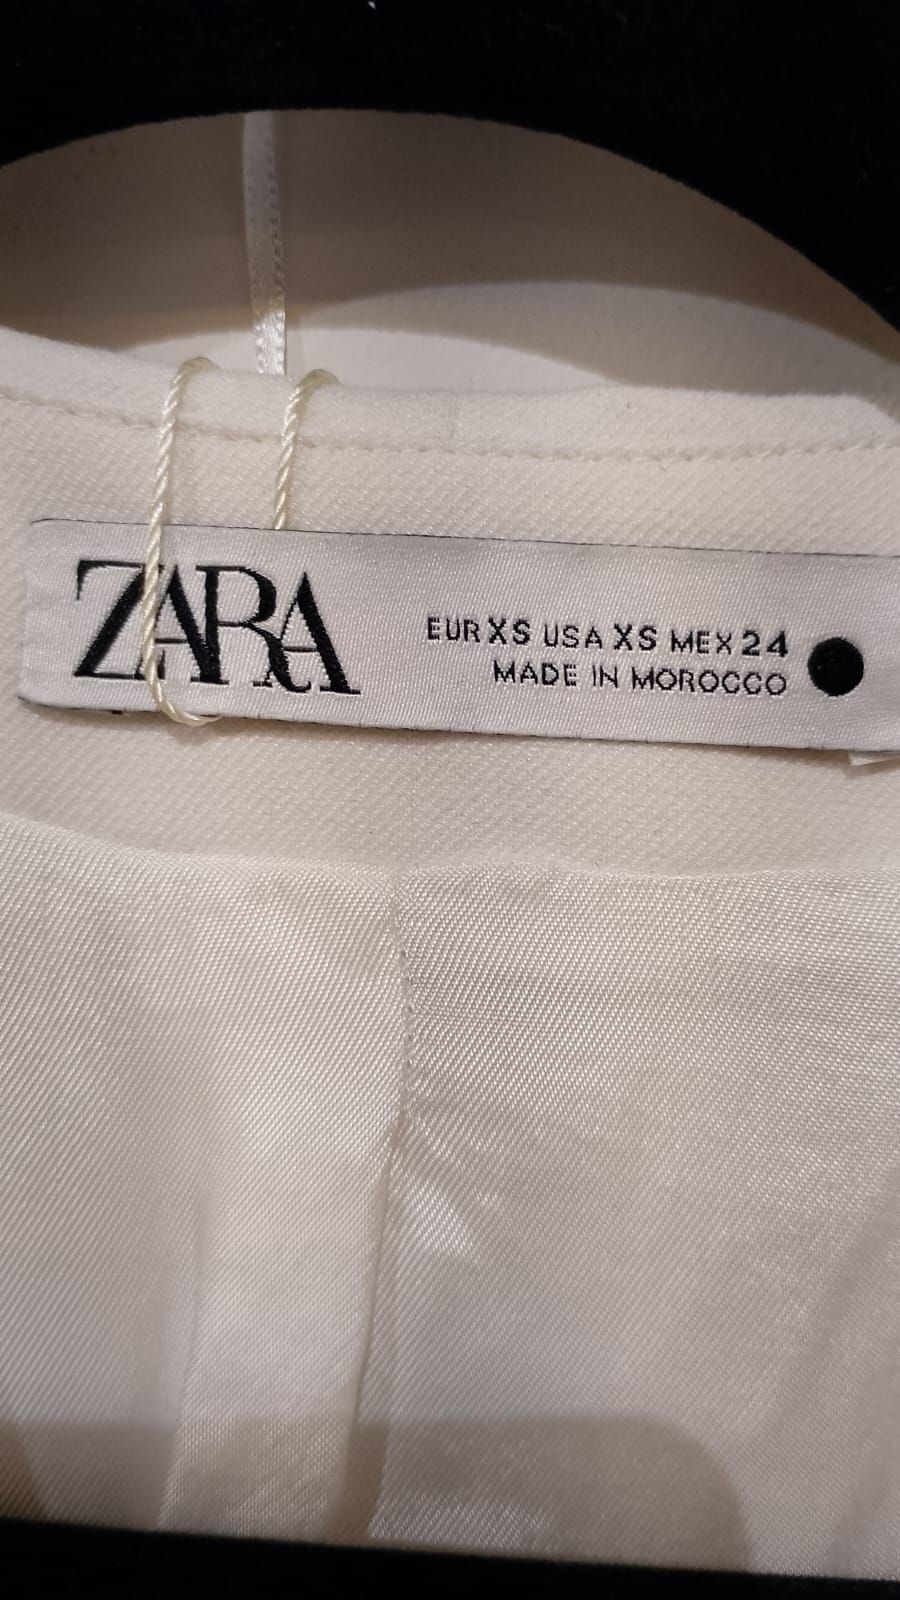 ZARA
EUR XS USA XS MEX 24
MADE IN MOROCCO